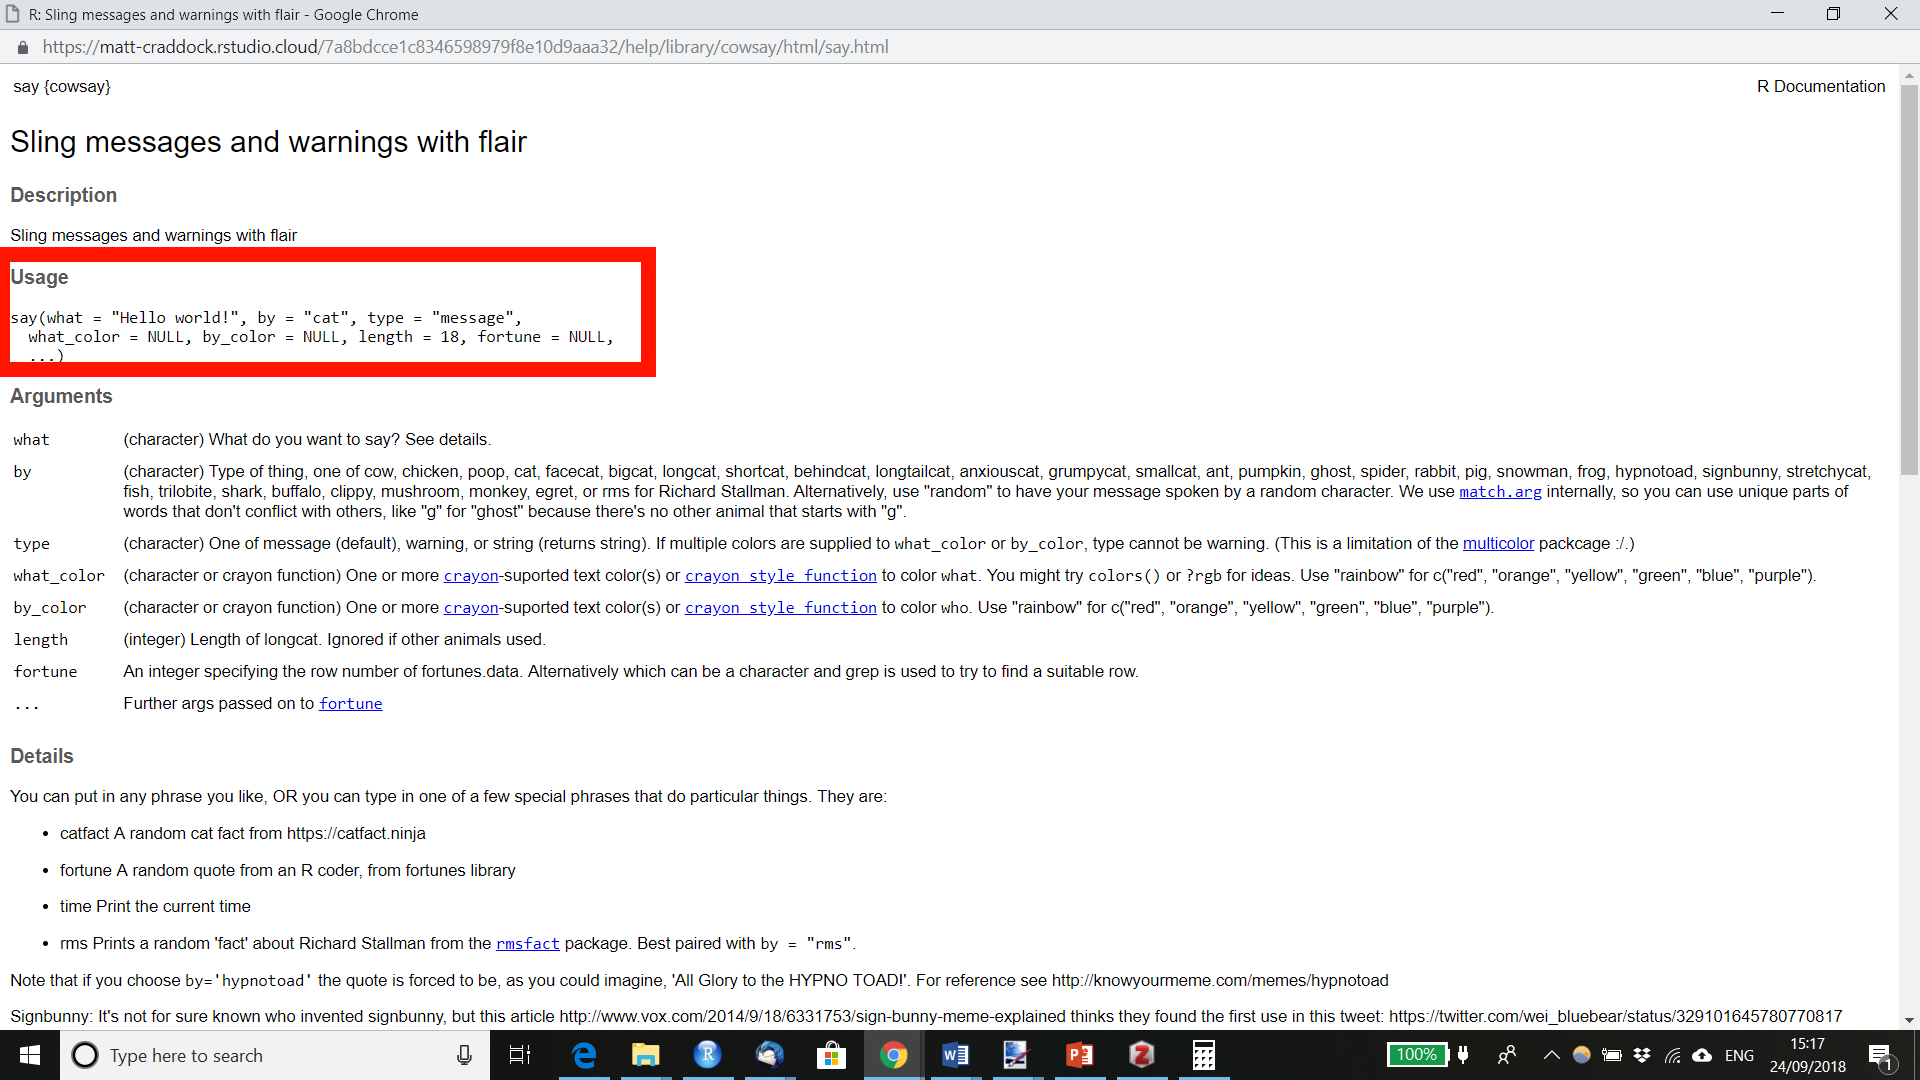 R: Sling messages and warnings with flair - Google Chrome
https://matt-craddock.rstudio.cloud/7a8bdcce1c8346598979f8e10d9aaa32/help/library/cowsay/html/say.html
say {cowsay}
R Documentation
Sling messages and warnings with flair
Description
Sling messages and warnings with flair
Usage
say(what = "Hello world!", by = "cat", type = "message",
what_color = NULL, by_color = NULL, length = 18, fortune = NULL,
...)
Arguments
what (character) What do you want to say? See details.
by (character) Type of thing, one of cow, chicken, poop, cat, facecat, bigcat, longcat, shortcat, behindcat, longtailcat, anxiouscat, grumpycat, smallcat, ant, pumpkin, ghost, spider, rabbit, pig, snowman, frog, hypnotoad, signbunny, stretchycat,
fish, trilobite, shark, buffalo, clippy, mushroom, monkey, egret, or rms for Richard Stallman. Alternatively, use "random" to have your message spoken by a random character. We use match.arg internally, so you can use unique parts of
words that don't conflict with others, like "g" for "ghost" because there's no other animal that starts with "g".
type (character) One of message (default), warning, or string (returns string). If multiple colors are supplied to what_color or by_color, type cannot be warning. (This is a limitation of the multicolor packcage :/.)
what_color (character or crayon function) One or more crayon-suported text color(s) or crayon style function to color what. You might try colors() or ?rgb for ideas. Use "rainbow" for c("red", "orange", "yellow", "green", "blue", "purple").
by_color (character or crayon function) One or more crayon-suported text color(s) or crayon style function to color who. Use "rainbow" for c("red", "orange", "yellow", "green", "blue", "purple").
length (integer) Length of longcat. Ignored if other animals used.
fortune An integer specifying the row number of fortunes.data. Alternatively which can be a character and grep is used to try to find a suitable row.
... Further args passed on to fortune
Details
You can put in any phrase you like, OR you can type in one of a few special phrases that do particular things. They are:
• catfact A random cat fact from https://catfact.ninja
• fortune A random quote from an R coder, from fortunes library
• time Print the current time
• rms Prints a random 'fact' about Richard Stallman from the rmsfact package. Best paired with by = "rms".
Note that if you choose by='hypnotoad' the quote is forced to be, as you could imagine, 'All Glory to the HYPNO TOAD!'. For reference see http://knowyourmeme.com/memes/hypnotoad
Signbunny: It's not for sure known who invented signbunny, but this article http://www.vox.com/2014/9/18/6331753/sign-bunny-meme-explained thinks they found the first use in this tweet: https://twitter.com/wei_bluebear/status/329101645780770817
Type here to search
100%
ENG
15:17
24/09/2018
1